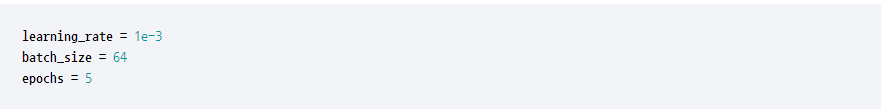 learning_rate = 1e-3
batch_size = 64
epochs = 5